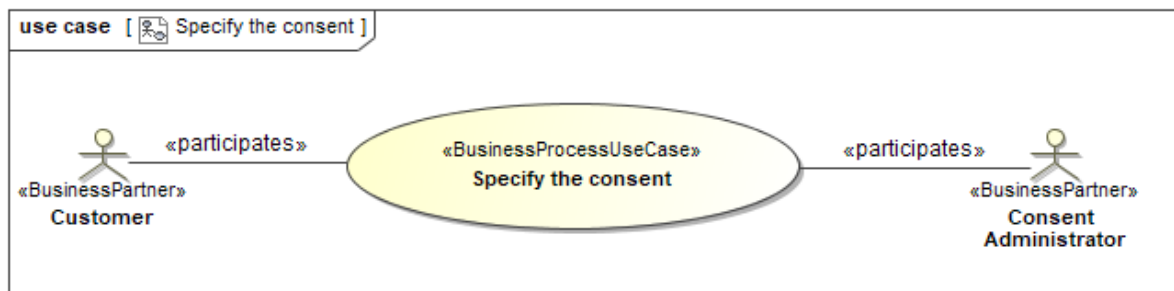 use case [ Specify the consent ]
«participates»
«BusinessProcessUseCase»
Specify the consent
«participates»
«BusinessPartner»
Customer
«BusinessPartner»
Consent
Administrator